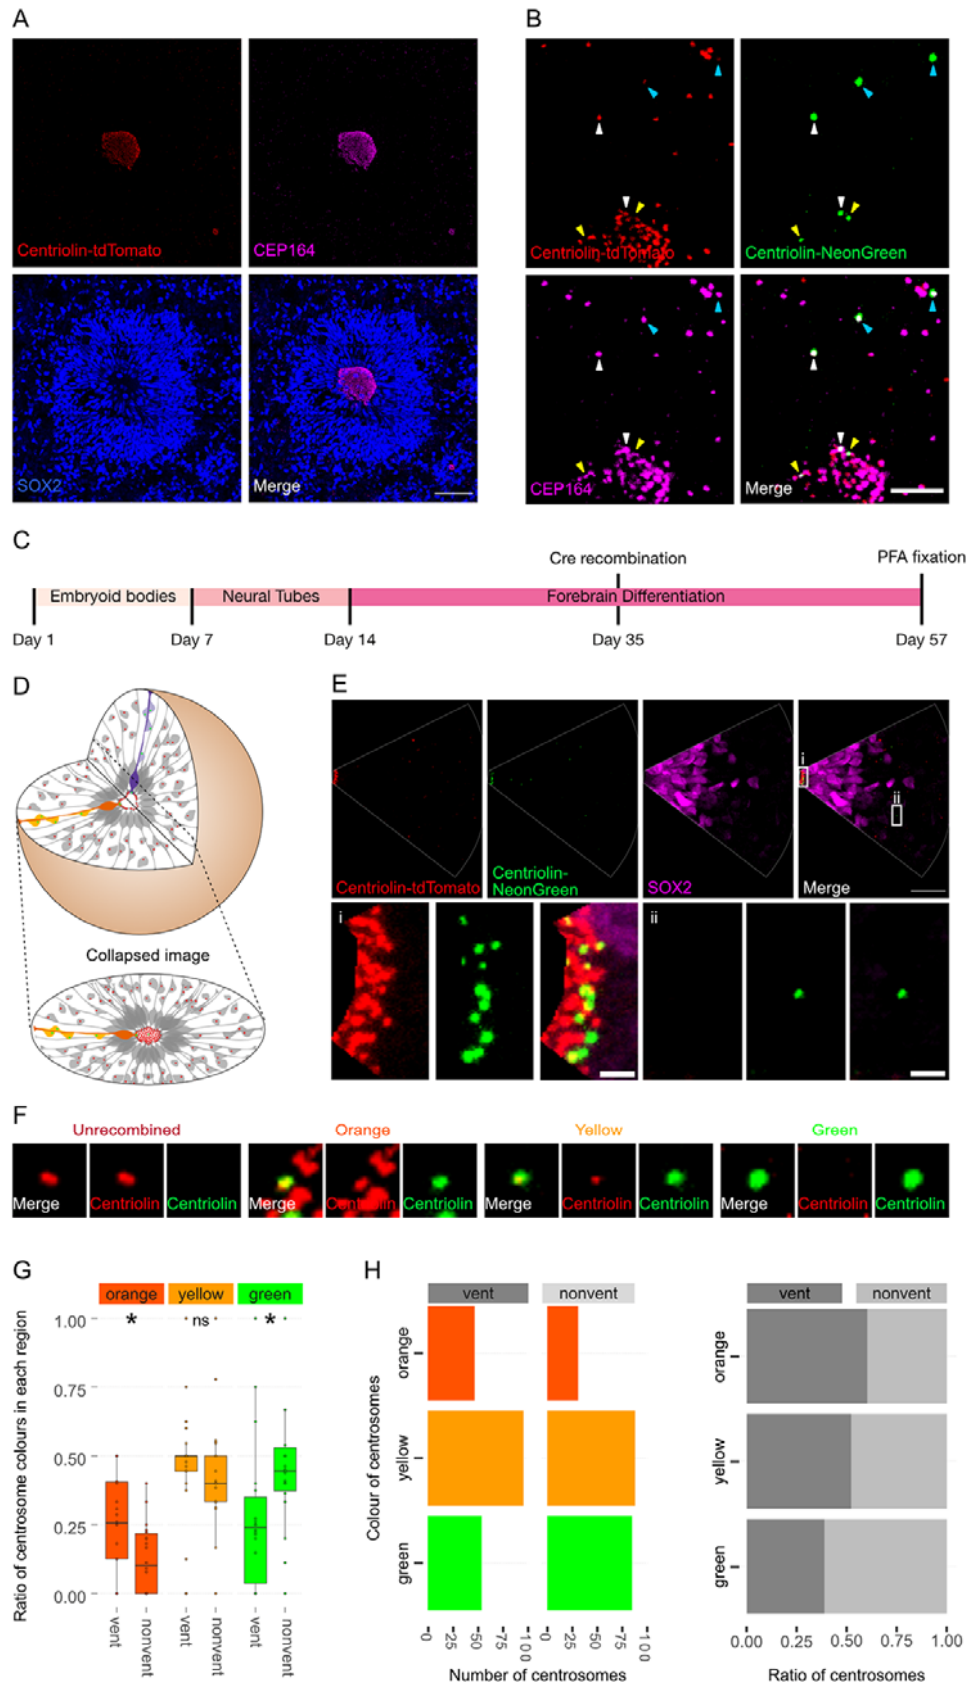 A
B
Centriolin-tdTomato
CEP164
SOX2
Merge
Centriolin-tdTomato
Centriolin-NeonGreen
CEP164
Merge
C
Cre recombination
PFA fixation
Embryoid bodies
Neural Tubes
Forebrain Differentiation
Day 1
Day 7
Day 14
Day 35
Day 57
D
Collapsed image
E
Centriolin-tdTomato
Centriolin-
NeonGreen
SOX2
Merge
i
ii
i
ii
F
Unrecombined
Orange
Yellow
Green
Merge
Centriolin
Centriolin
Merge
Centriolin
Centriolin
Merge
Centriolin
Centriolin
Merge
Centriolin
Centriolin
G
orange
yellow
green
*
ns
*
Ratio of centrosome colours in each region
1.00
0.75
0.50
0.25
0.00
vent
nonvent
vent
nonvent
vent
nonvent
H
vent
nonvent
Colour of centrosomes
orange
yellow
green
0
25
50
75
100
0
25
50
75
100
Number of centrosomes
vent
nonvent
orange
yellow
green
0.00
0.25
0.50
0.75
1.00
Ratio of centrosomes